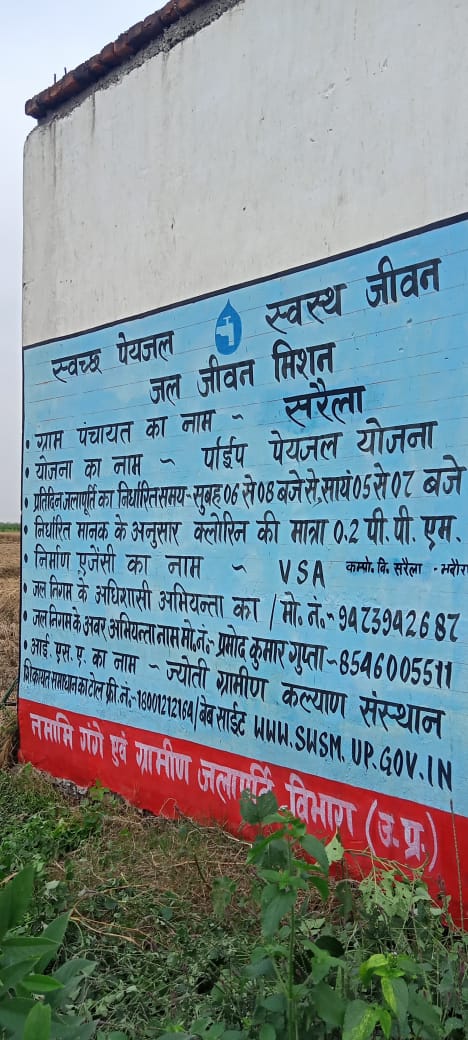 स्वच्छ पेयजल स्वस्थ जीवन
जल जीवन मिशन
• ग्राम पंचायत का नाम ~ सरैला
• योजना का नाम ~ पाईप पेयजल योजना
• प्रतिदिन जलापूर्ति का निर्धारित समय - सुबह 06 से 08 बजे से, सायं 05 से 07 बजे
• निर्धारित मानक के अनुसार क्लोरिन की मात्रा 0.2 पी. पी. एम.
• निर्माण एजेंसी का नाम ~ VSA कम्पो. वि. सरैला -
• जल निगम के अधिशासी अभियन्ता का / मो. नं. - 9473942687
• जल निगम के अवर अभियन्ता नाम मो. नं. - प्रमोद कुमार गुप्ता - 8546005511
• आई. एस. ए. का नाम ~ ज्योती ग्रामीण कल्याण संस्थान
शिकायत समाधान का टोल फ्री. नं. - 18001212164 / वेब साईट WWW.SWSM.UP.GOV.IN
नमामि गंगे एवं ग्रामीण जलापूर्ति विभाग (उ. प्र.)